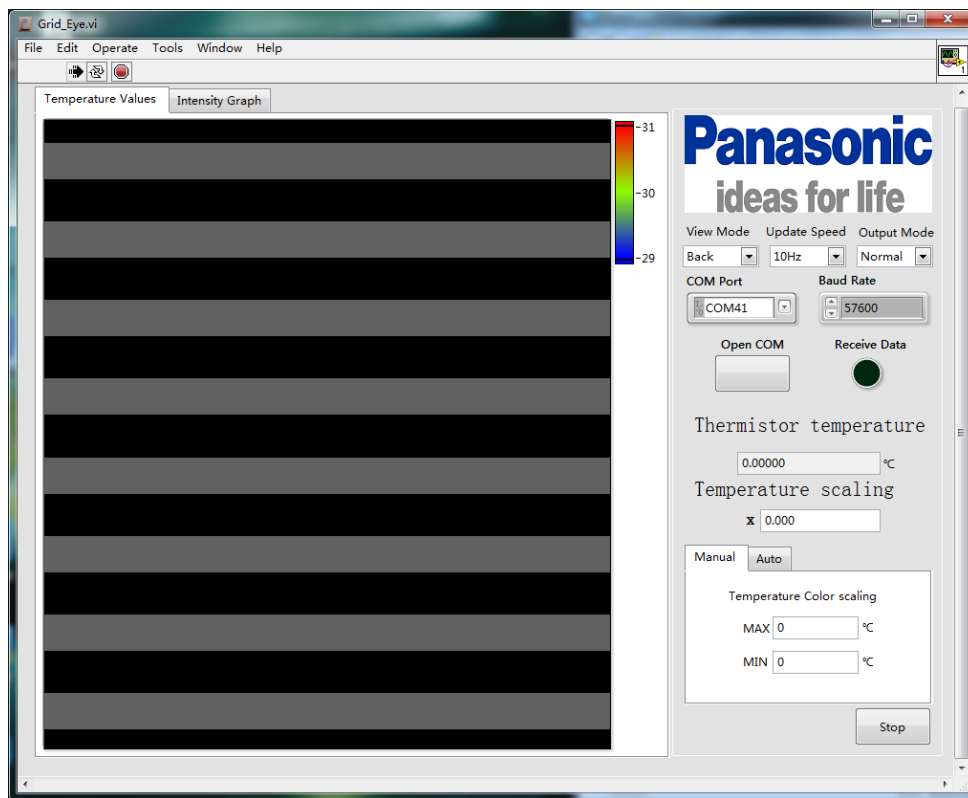 Grid_Eye.vi
File Edit Operate Tools Window Help
1
Temperature Values Intensity Graph
31
30
29
Panasonic
ideas for life
View Mode Update Speed Output Mode
Back 10Hz Normal
COM Port Baud Rate
I/O COM41 57600
Open COM Receive Data
Thermistor temperature
0.00000 ℃
Temperature scaling
X 0.000
Manual Auto
Temperature Color scaling
MAX 0 ℃
MIN 0 ℃
Stop